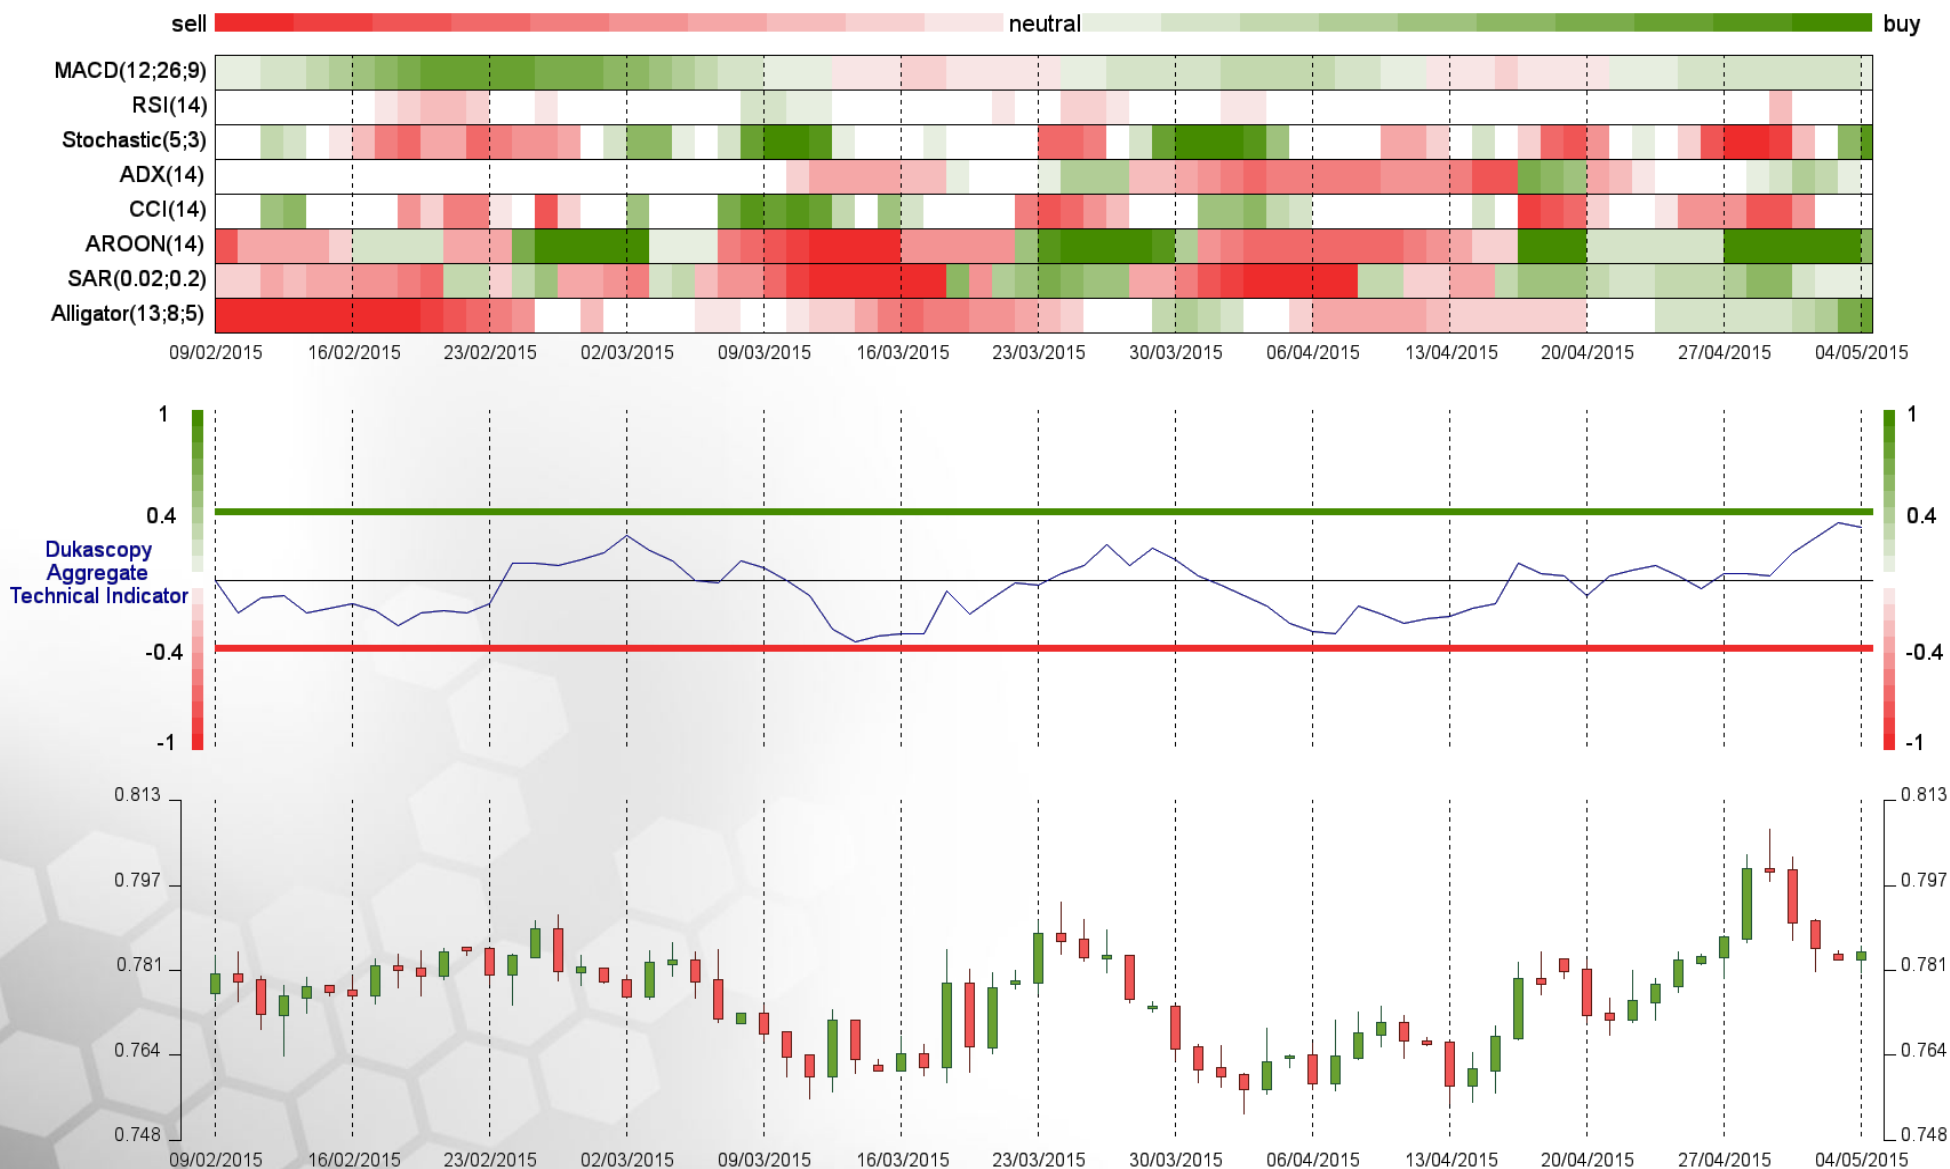 sell neutral buy
MACD(12;26;9)
RSI(14)
Stochastic(5;3)
ADX(14)
CCI(14)
AROON(14)
SAR(0.02;0.2)
Alligator(13;8;5)
09/02/2015 16/02/2015 23/02/2015 02/03/2015 09/03/2015 16/03/2015 23/03/2015 30/03/2015 06/04/2015 13/04/2015 20/04/2015 27/04/2015 04/05/2015
1 1
0.4 0.4
Dukascopy
Aggregate
Technical Indicator
-0.4 -0.4
-1 -1
0.813 0.813
0.797 0.797
0.781 0.781
0.764 0.764
0.748 0.748
09/02/2015 16/02/2015 23/02/2015 02/03/2015 09/03/2015 16/03/2015 23/03/2015 30/03/2015 06/04/2015 13/04/2015 20/04/2015 27/04/2015 04/05/2015